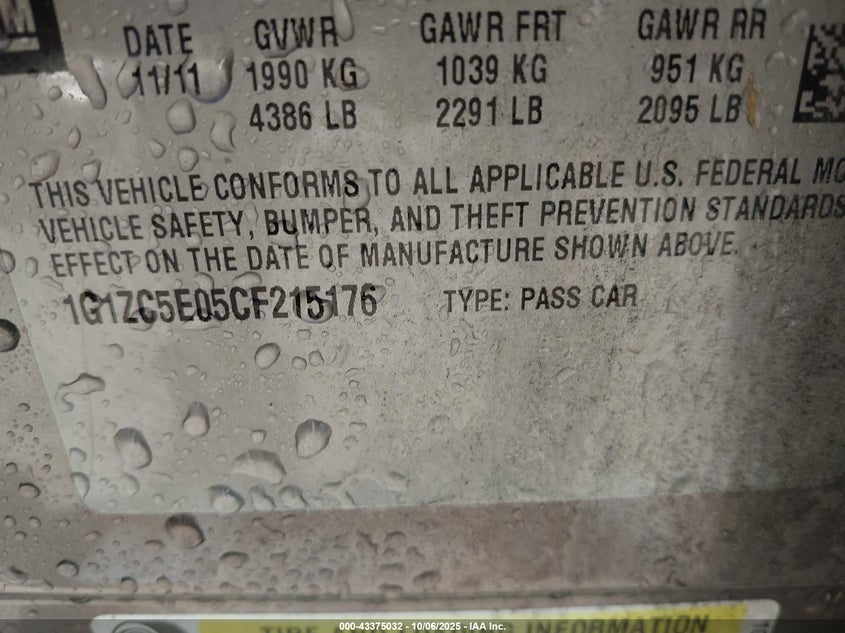 M
DATE GVWR GAWR FRT GAWR RR
11/11 1990 KG 1039 KG 951 KG
4386 LB 2291 LB 2095 LB
THIS VEHICLE CONFORMS TO ALL APPLICABLE U.S. FEDERAL MO
VEHICLE SAFETY, BUMPER, AND THEFT PREVENTION STANDARDS
EFFECT ON THE DATE OF MANUFACTURE SHOWN ABOVE.
1G1ZC5E05CF215176 TYPE: PASS CAR
TIRE INFORMATION
000-43375032 - 10/06/2025 - IAA Inc.